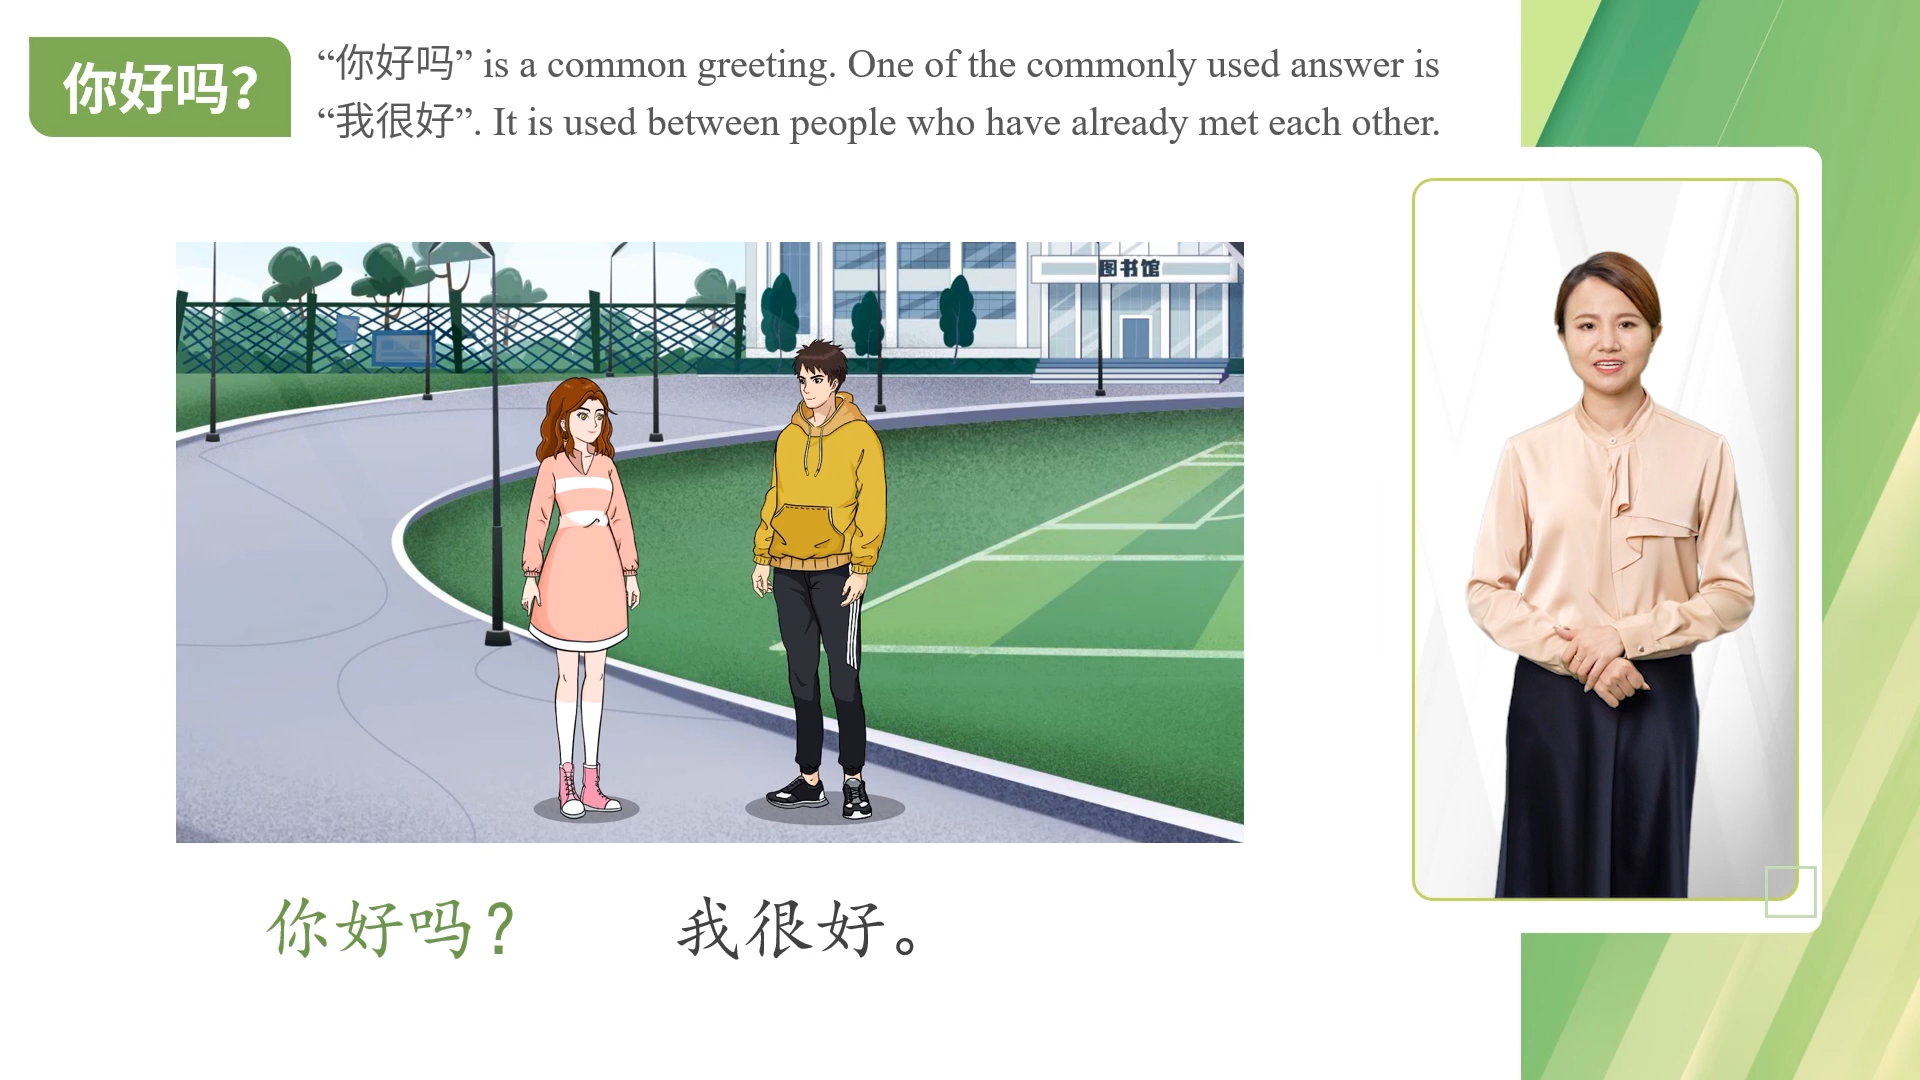 你好吗？
“你好吗” is a common greeting. One of the commonly used answer is
“我很好”. It is used between people who have already met each other.
图书馆
你好吗？
我很好。